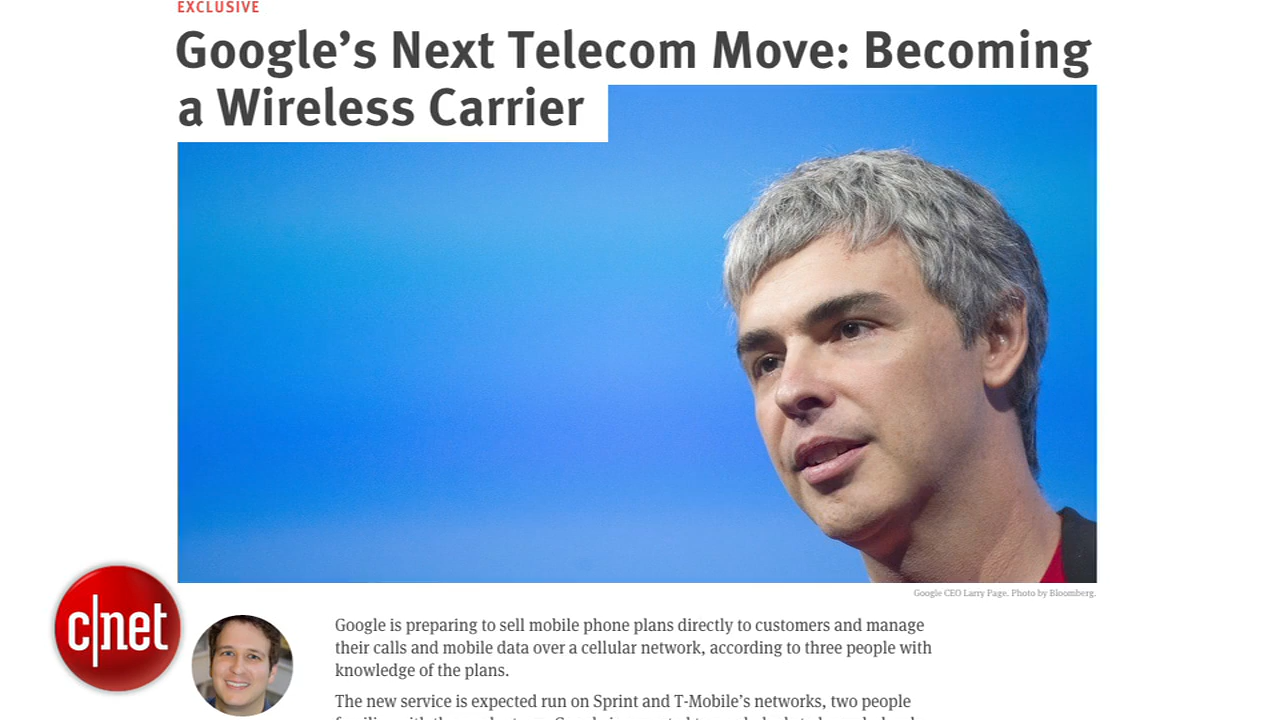 EXCLUSIVE
Google's Next Telecom Move: Becoming
a Wireless Carrier
Google CEO Larry Page. Photo by Bloomberg.
c|net
Google is preparing to sell mobile phone plans directly to customers and manage
their calls and mobile data over a cellular network, according to three people with
knowledge of the plans.
The new service is expected run on Sprint and T-Mobile's networks, two people